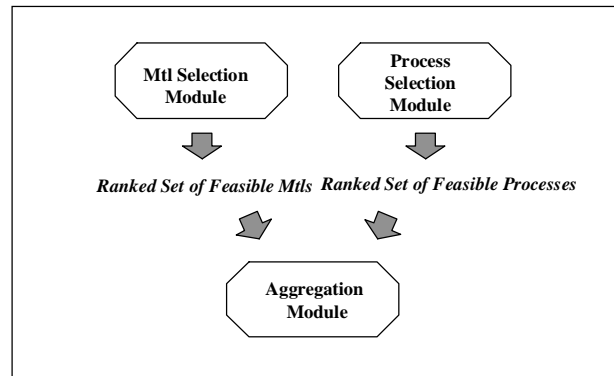 Mtl Selection
Module
Process
Selection
Module
Ranked Set of Feasible Mtls
Ranked Set of Feasible Processes
Aggregation
Module